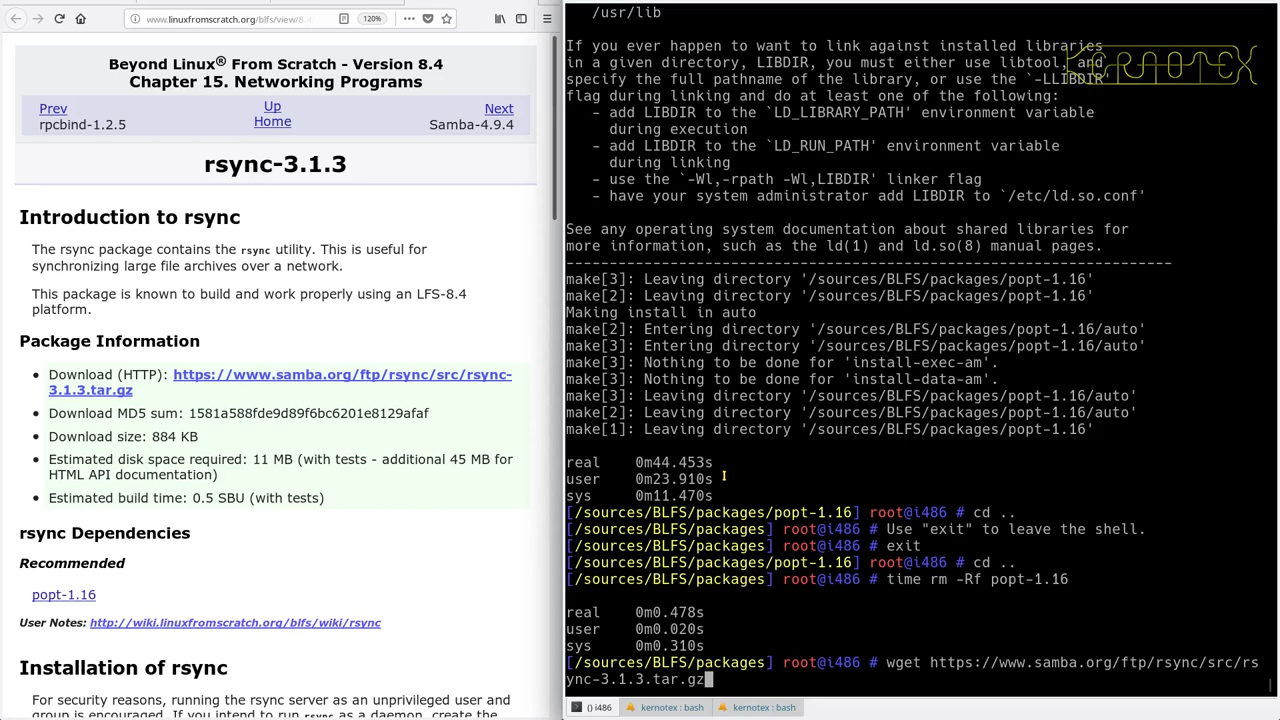 www.linuxfromscratch.org/blfs/view/8.4
120%
Beyond Linux® From Scratch - Version 8.4
Chapter 15. Networking Programs
Prev
Up
Next
rpcbind-1.2.5
Home
Samba-4.9.4
rsync-3.1.3
Introduction to rsync
The rsync package contains the rsync utility. This is useful for
synchronizing large file archives over a network.
This package is known to build and work properly using an LFS-8.4
platform.
Package Information
Download (HTTP): https://www.samba.org/ftp/rsync/src/rsync-
3.1.3.tar.gz
Download MD5 sum: 1581a588fde9d89f6bc6201e8129afaf
Download size: 884 KB
Estimated disk space required: 11 MB (with tests - additional 45 MB for
HTML API documentation)
Estimated build time: 0.5 SBU (with tests)
rsync Dependencies
Recommended
popt-1.16
User Notes: http://wiki.linuxfromscratch.org/blfs/wiki/rsync
Installation of rsync
For security reasons, running the rsync server as an unprivileged user and
group is encouraged. If you intend to run rsync as a daemon, create the
/usr/lib
If you ever happen to want to link against installed libraries
in a given directory, LIBDIR, you must either use libtool, and
specify the full pathname of the library, or use the `-LLIBDIR'
flag during linking and do at least one of the following:
- add LIBDIR to the `LD_LIBRARY_PATH' environment variable
during execution
- add LIBDIR to the `LD_RUN_PATH' environment variable
during linking
- use the `-Wl,-rpath -Wl,LIBDIR' linker flag
- have your system administrator add LIBDIR to `/etc/ld.so.conf'
See any operating system documentation about shared libraries for
more information, such as the ld(1) and ld.so(8) manual pages.
----------------------------------------------------------------------
make[3]: Leaving directory '/sources/BLFS/packages/popt-1.16'
make[2]: Leaving directory '/sources/BLFS/packages/popt-1.16'
Making install in auto
make[2]: Entering directory '/sources/BLFS/packages/popt-1.16/auto'
make[3]: Entering directory '/sources/BLFS/packages/popt-1.16/auto'
make[3]: Nothing to be done for 'install-exec-am'.
make[3]: Nothing to be done for 'install-data-am'.
make[3]: Leaving directory '/sources/BLFS/packages/popt-1.16/auto'
make[2]: Leaving directory '/sources/BLFS/packages/popt-1.16/auto'
make[1]: Leaving directory '/sources/BLFS/packages/popt-1.16'
real 0m44.453s
user 0m23.910s
sys 0m11.470s
[/sources/BLFS/packages/popt-1.16] root@i486 # cd ..
[/sources/BLFS/packages] root@i486 # Use "exit" to leave the shell.
[/sources/BLFS/packages] root@i486 # exit
[/sources/BLFS/packages/popt-1.16] root@i486 # cd ..
[/sources/BLFS/packages] root@i486 # time rm -Rf popt-1.16
real 0m0.478s
user 0m0.020s
sys 0m0.310s
[/sources/BLFS/packages] root@i486 # wget https://www.samba.org/ftp/rsync/src/rs
ync-3.1.3.tar.gz
() i486
kernotex : bash
kernotex : bash
KERNOTEX